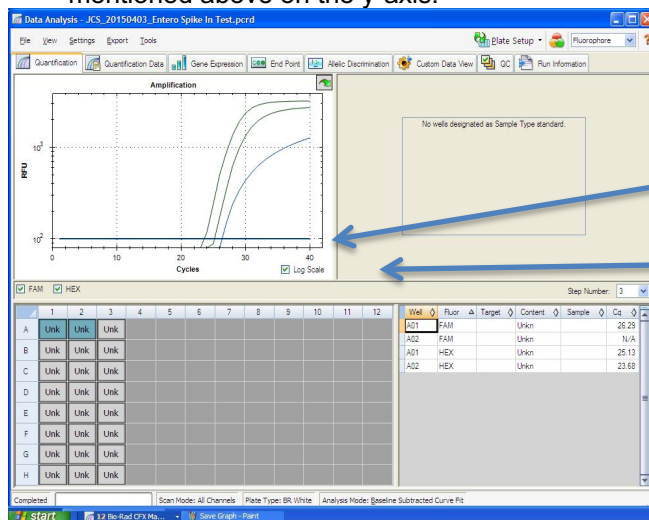 mentioned above on the y-axis.
Data Analysis - JCS_20150403_Entero Spike In Test.pcrd
File View Settings Export Tools Plate Setup Fluorophore ?
Quantification Quantification Data Gene Expression End Point Allelic Discrimination Custom Data View QC Run Information
Amplification
No wells designated as Sample Type standard.
10^3
RFU
10^2
0 10 20 30 40
Cycles
Log Scale
FAM HEX
Step Number: 3
1 2 3 4 5 6 7 8 9 10 11 12
A Unk Unk Unk
B Unk Unk Unk
C Unk Unk Unk
D Unk Unk Unk
E Unk Unk Unk
F Unk Unk Unk
G Unk Unk Unk
H Unk Unk Unk
Well Fluor Target Content Sample Cq
A01 FAM Unkn 26.29
A02 FAM Unkn N/A
A01 HEX Unkn 25.13
A02 HEX Unkn 23.68
Completed Scan Mode: All Channels Plate Type: BR White Analysis Mode: Baseline Subtracted Curve Fit
start 12 Bio-Rad CFX Ma... Save Graph - Paint